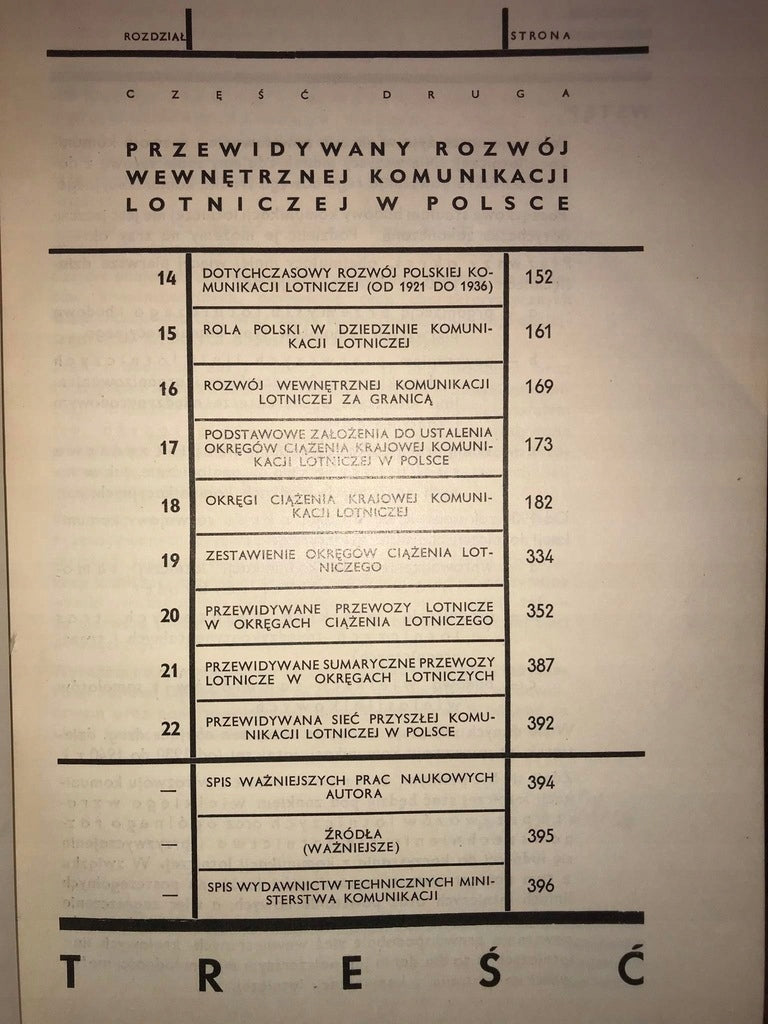 ROZDZIAŁ STRONA
CZĘŚĆ DRUGA
PRZEWIDYWANY ROZWÓJ
WEWNĘTRZNEJ KOMUNIKACJI
LOTNICZEJ W POLSCE
14 DOTYCHCZASOWY ROZWÓJ POLSKIEJ KO- 152
MUNIKACJI LOTNICZEJ (OD 1921 DO 1936)
15 ROLA POLSKI W DZIEDZINIE KOMUNI- 161
KACJI LOTNICZEJ
16 ROZWÓJ WEWNĘTRZNEJ KOMUNIKACJI 169
LOTNICZEJ ZA GRANICĄ
PODSTAWOWE ZAŁOŻENIA DO USTALENIA
17 OKRĘGÓW CIĄŻENIA KRAJOWEJ KOMUNI- 173
KACJI LOTNICZEJ W POLSCE
18 OKRĘGI CIĄŻENIA KRAJOWEJ KOMUNI- 182
KACJI LOTNICZEJ
19 ZESTAWIENIE OKRĘGÓW CIĄŻENIA LOT- 334
NICZEGO
20 PRZEWIDYWANE PRZEWOZY LOTNICZE 352
W OKRĘGACH CIĄŻENIA LOTNICZEGO
21 PRZEWIDYWANE SUMARYCZNE PRZEWOZY 387
LOTNICZE W OKRĘGACH LOTNICZYCH
22 PRZEWIDYWANA SIEĆ PRZYSZŁEJ KOMU- 392
NIKACJI LOTNICZEJ W POLSCE
— SPIS WAŻNIEJSZYCH PRAC NAUKOWYCH 394
AUTORA
— ŹRÓDŁA 395
(WAŻNIEJSZE)
— SPIS WYDAWNICTW TECHNICZNYCH MINI- 396
STERSTWA KOMUNIKACJI
TREŚĆ